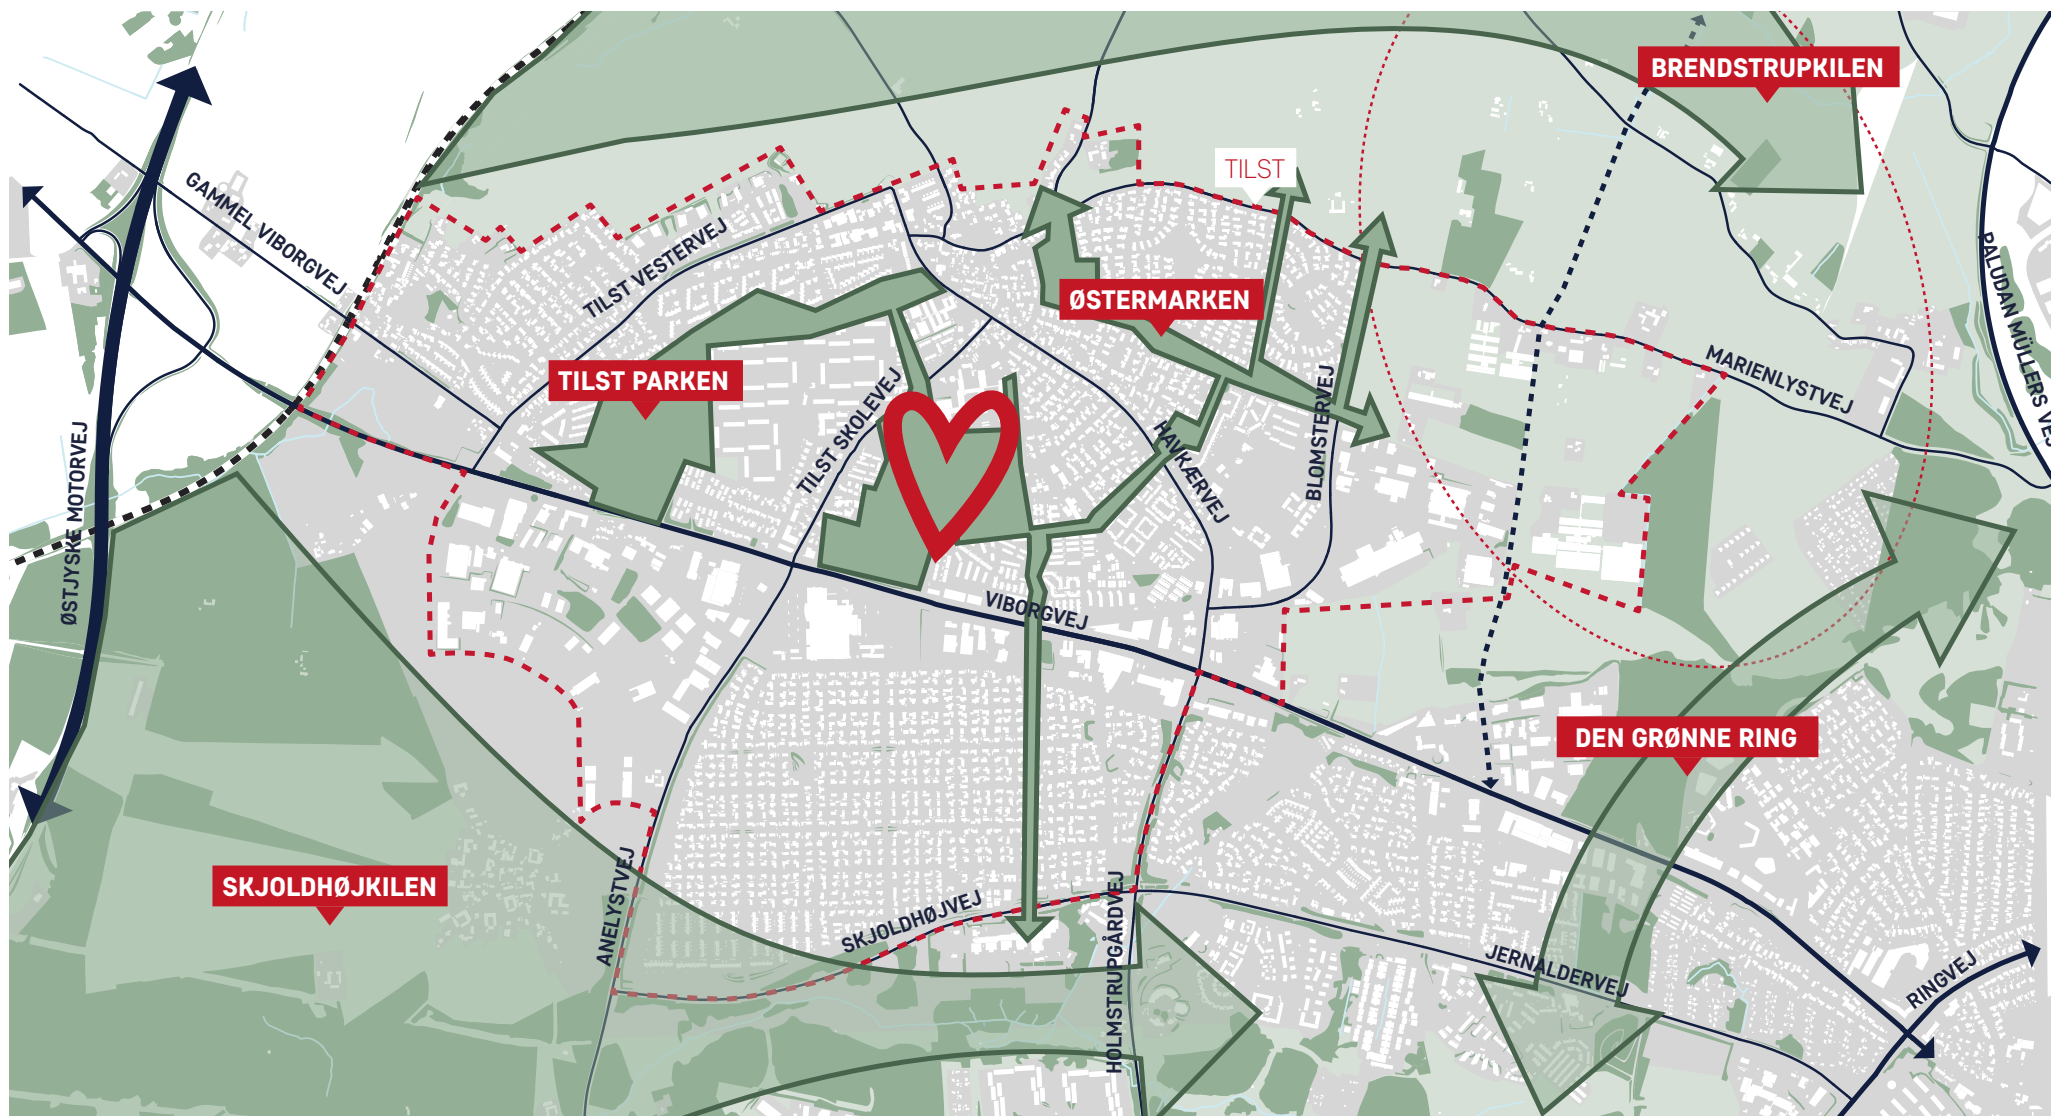 BRENDSTRUPKILEN
TILST
GAMMEL VIBORGVEJ
TILST VESTERVEJ
PALUDAN MÜLLERS VEJ
ØSTERMARKEN
TILST PARKEN
MARIENLYSTVEJ
TILST SKOLEVEJ
HAVKÆRVEJ
BLOMSTERVEJ
ØSTJYSKE MOTORVEJ
VIBORGVEJ
DEN GRØNNE RING
SKJOLDHØJKILEN
ANELYSTVEJ
SKJOLDHØJVEJ
HOLMSTRUPGÅRDVEJ
JERNALDERVEJ
RINGVEJ